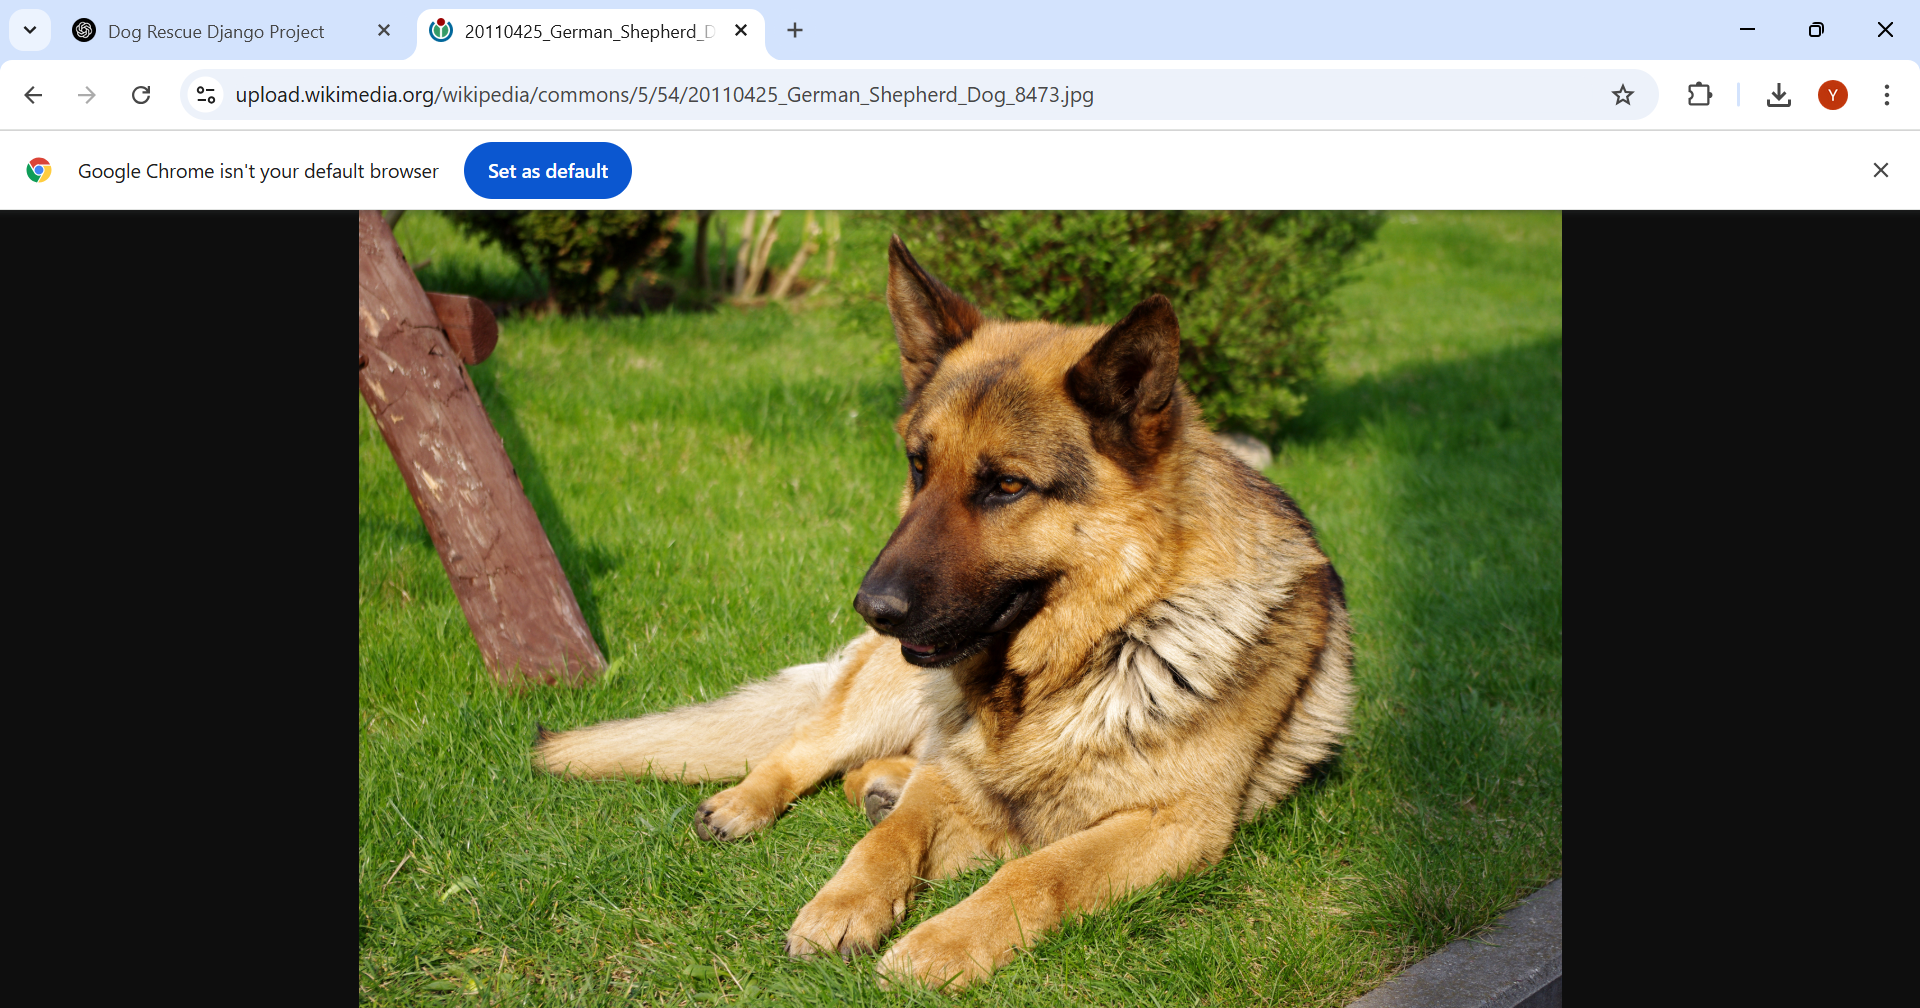 Dog Rescue Django Project
20110425_German_Shepherd_D
upload.wikimedia.org/wikipedia/commons/5/54/20110425_German_Shepherd_Dog_8473.jpg
Y
Google Chrome isn't your default browser
Set as default